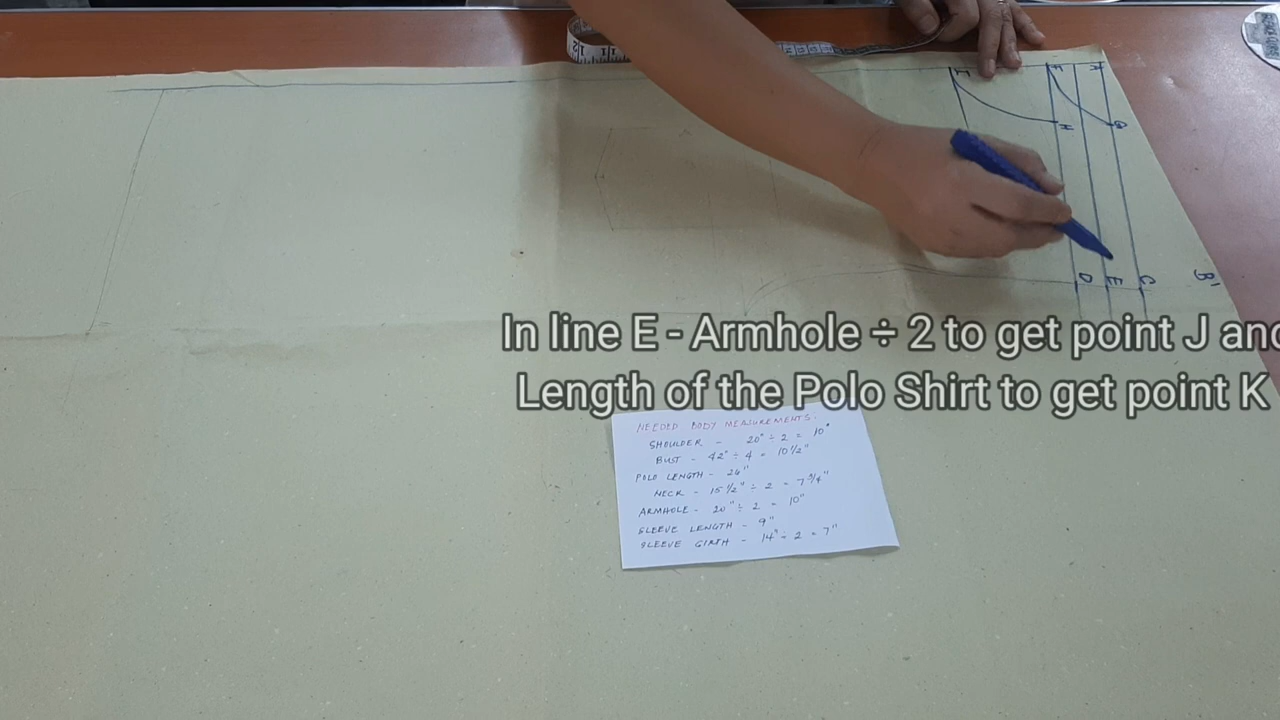 I
F
A
H
G
D
E
C
B'
In line E - Armhole ÷ 2 to get point J and
Length of the Polo Shirt to get point K
NEEDED BODY MEASUREMENTS:
SHOULDER - 20" ÷ 2 = 10"
BUST - 42" ÷ 4 = 10 1/2"
POLO LENGTH - 26"
NECK - 15 1/2" ÷ 2 = 7 3/4"
ARMHOLE - 20" ÷ 2 = 10"
SLEEVE LENGTH - 9"
SLEEVE GIRTH - 14" ÷ 2 = 7"